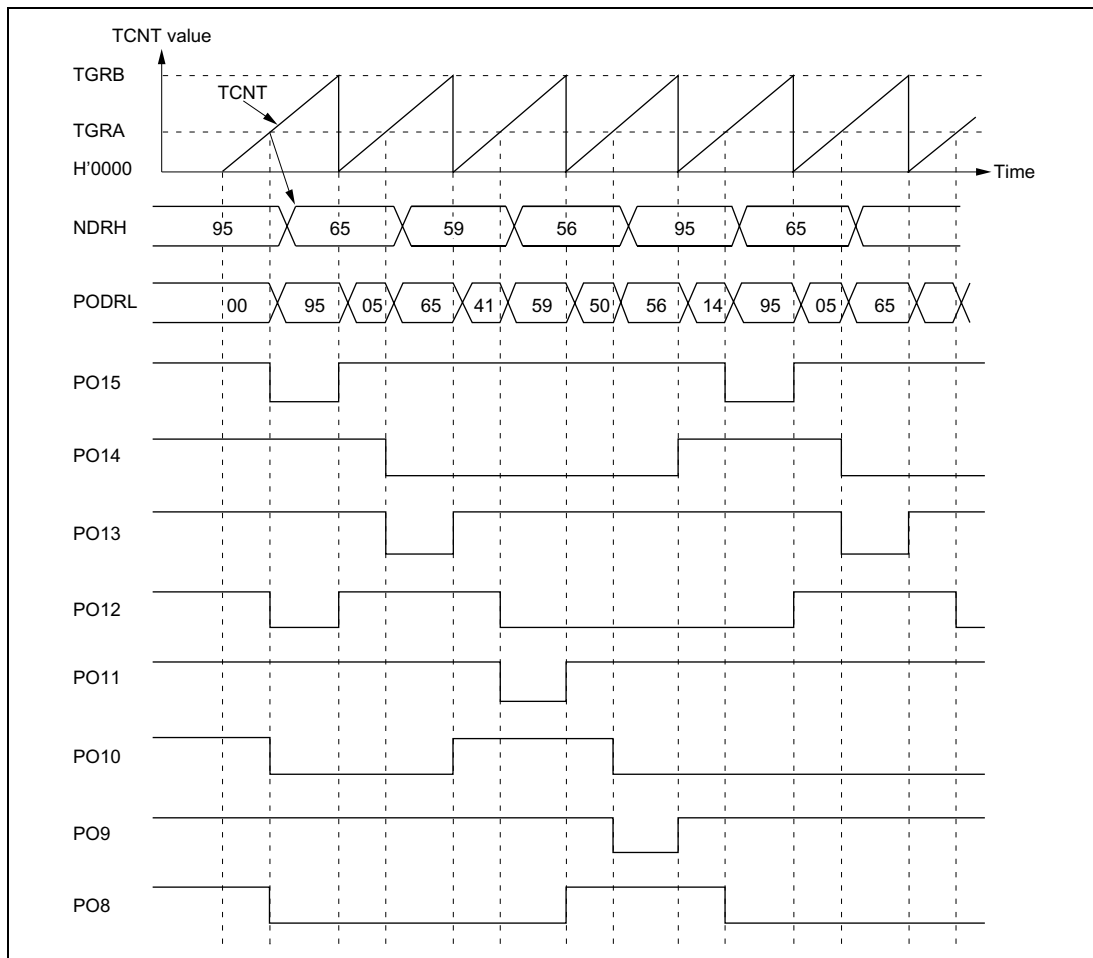 TCNT value
TGRB
TCNT
TGRA
H'0000
Time
NDRH
95 65 59 56 95 65
PODRL
00 95 05 65 41 59 50 56 14 95 05 65
PO15
PO14
PO13
PO12
PO11
PO10
PO9
PO8